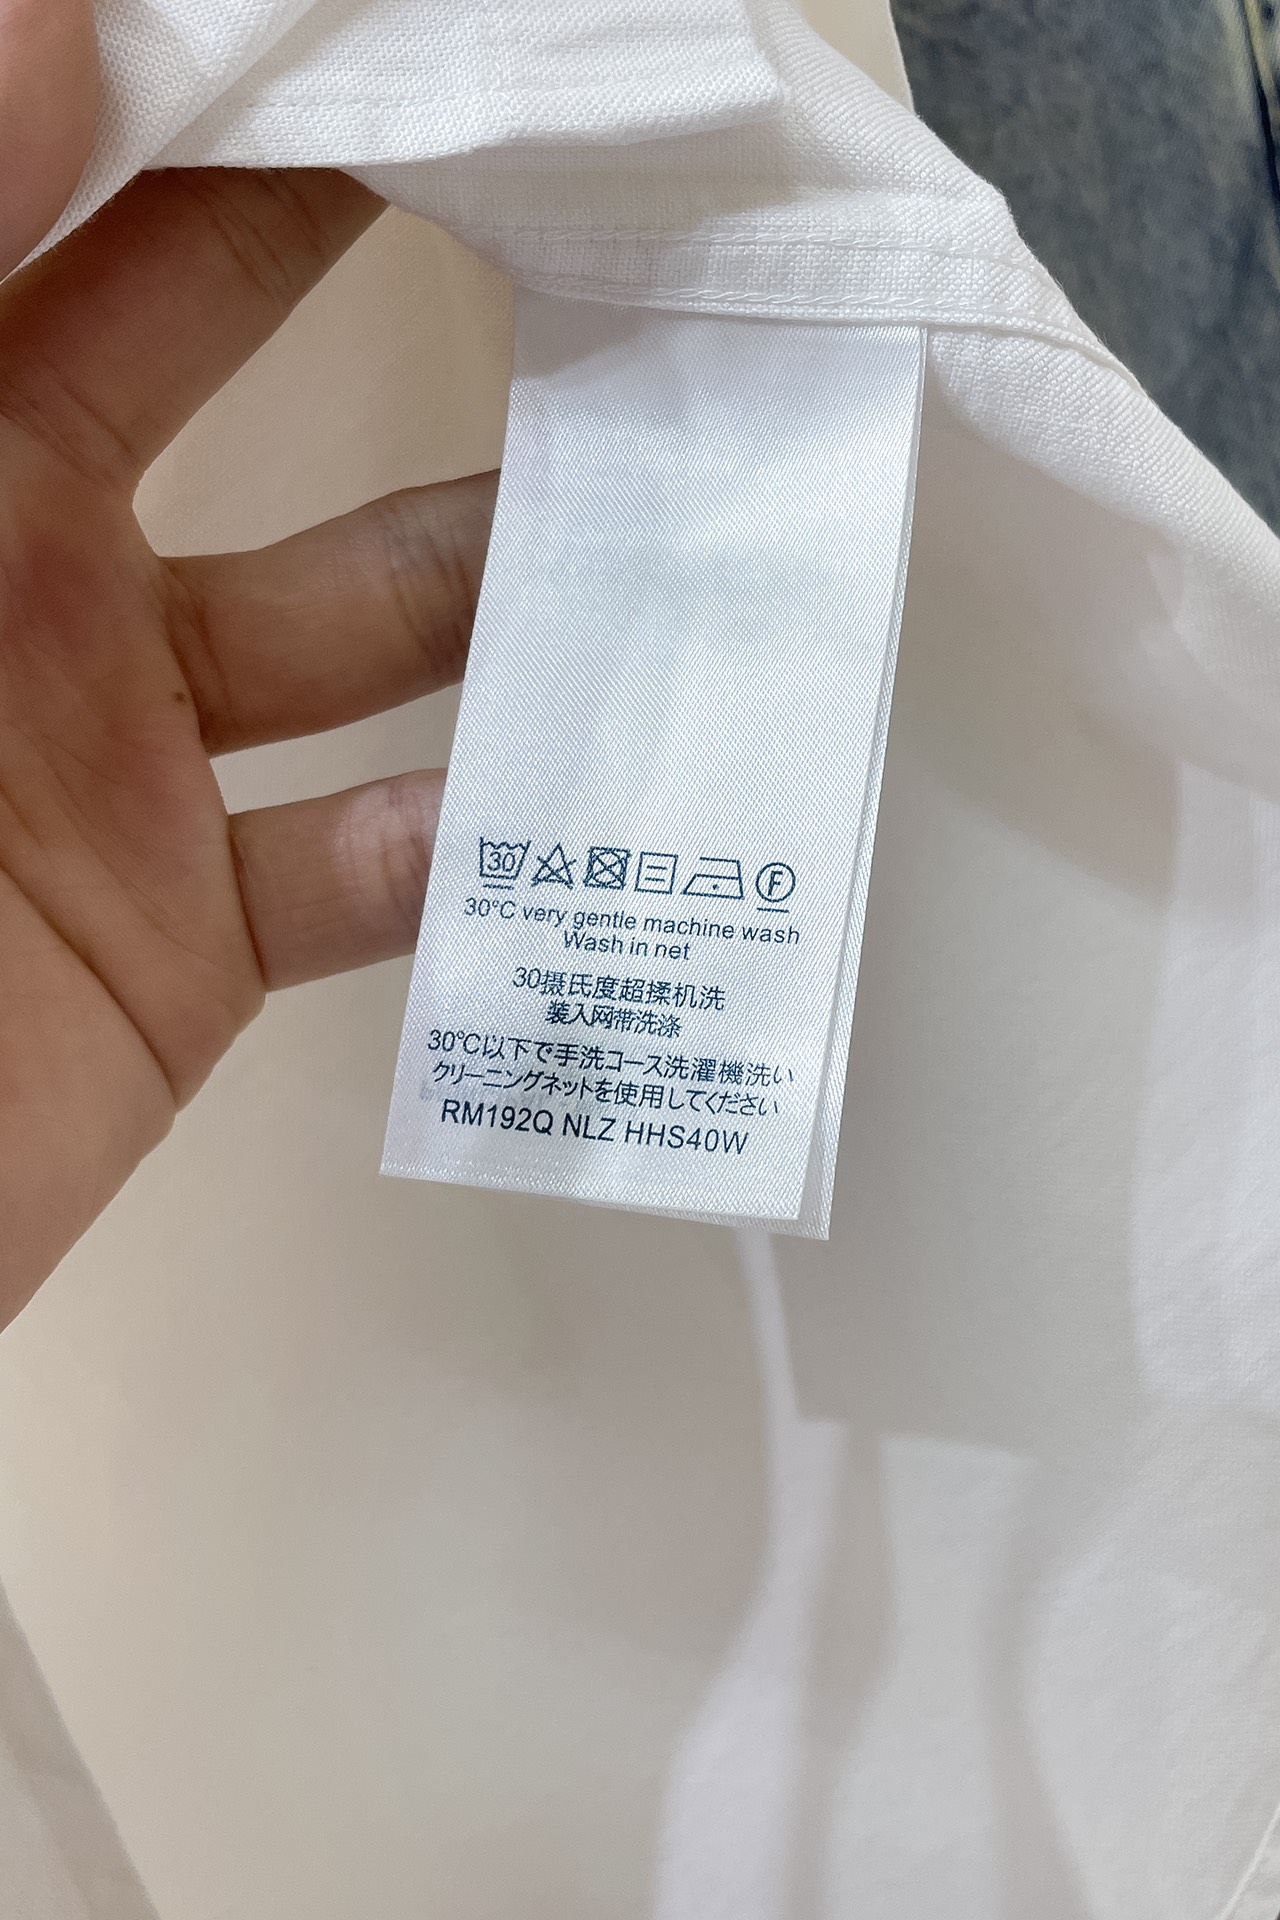 30
F
30°C very gentle machine wash
Wash in net
30摄氏度超揉机洗
装入网带洗涤
30℃以下で手洗コース洗濯機洗い
クリーニングネットを使用してください
RM192Q NLZ HHS40W